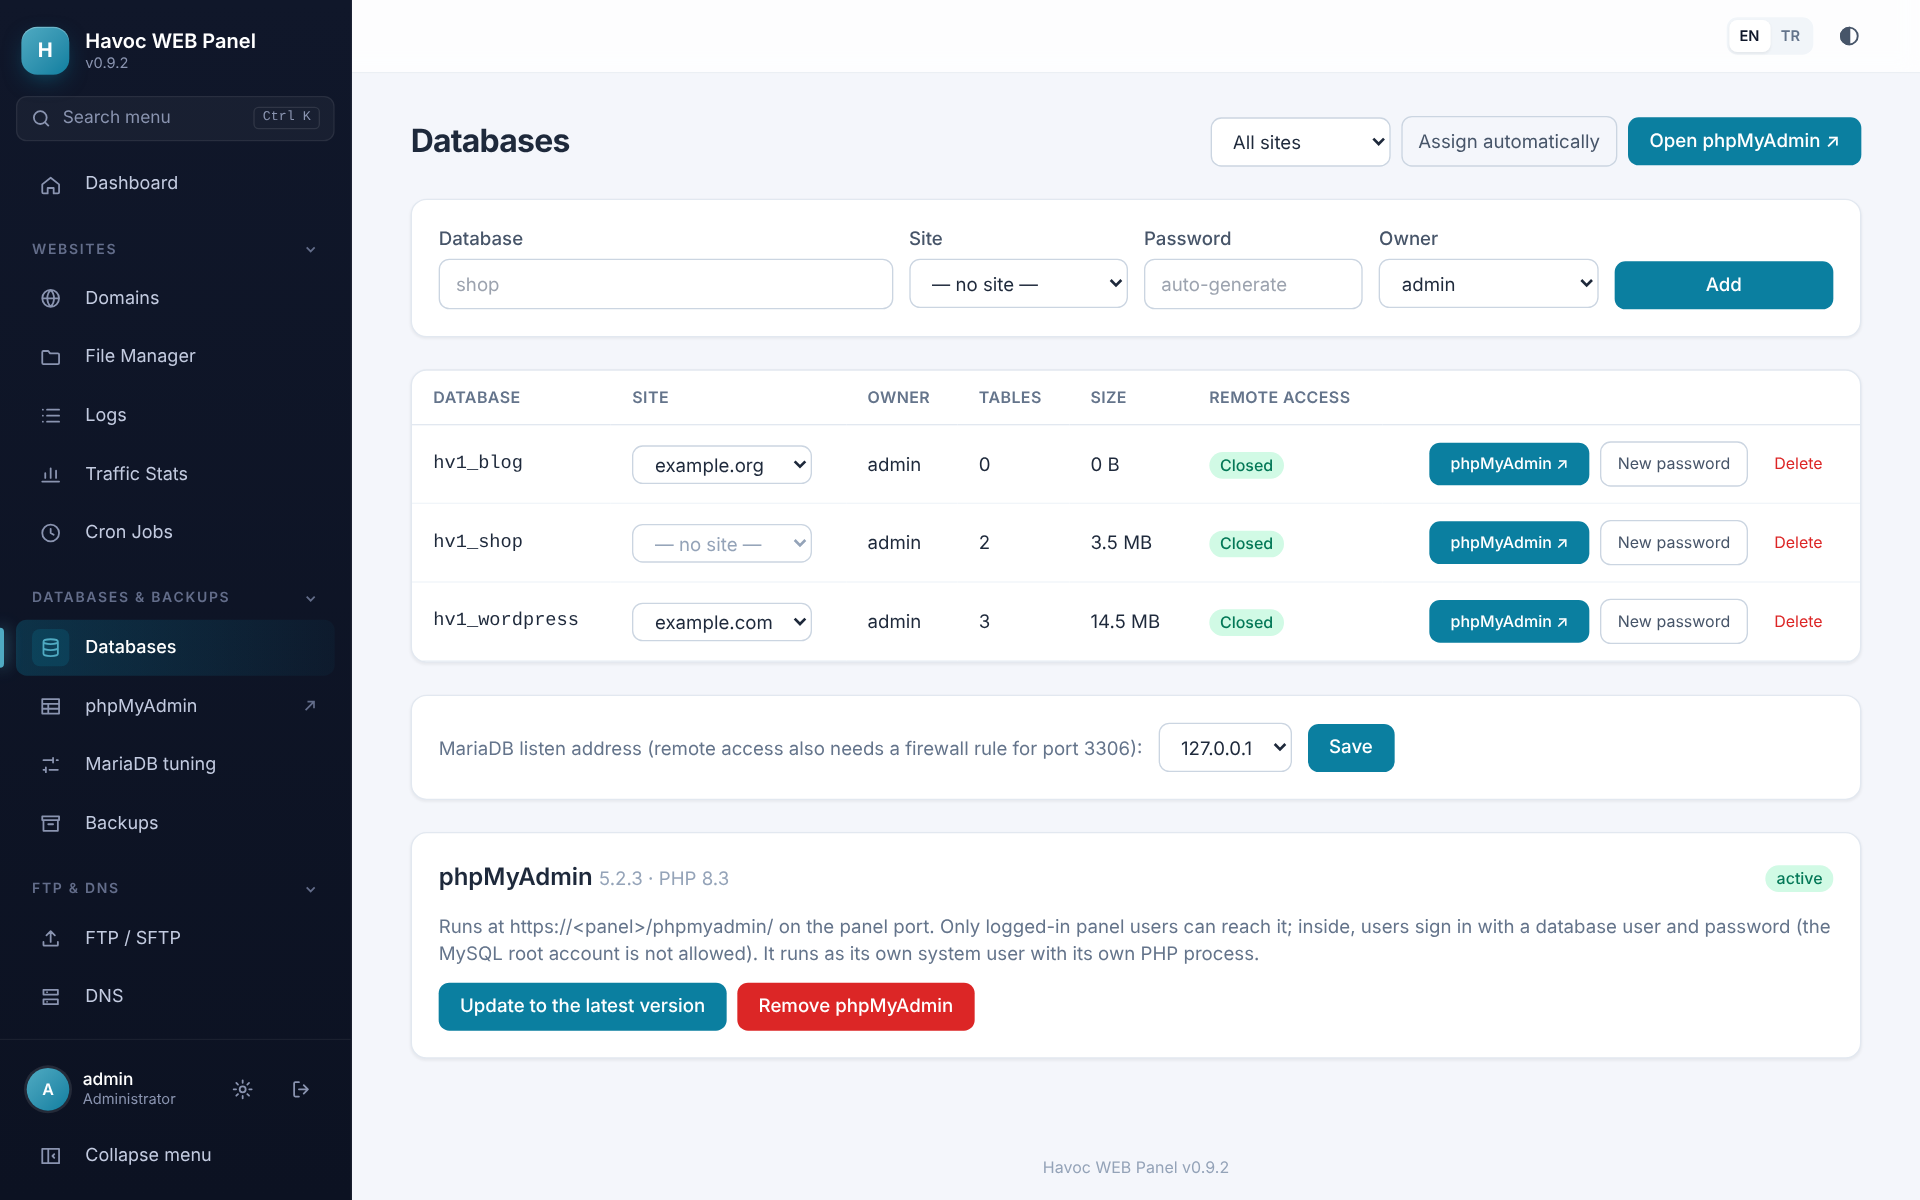 H
Havoc WEB Panel
v0.9.2
Search menu
Ctrl K
Dashboard
WEBSITES
Domains
File Manager
Logs
Traffic Stats
Cron Jobs
DATABASES & BACKUPS
Databases
phpMyAdmin
MariaDB tuning
Backups
FTP & DNS
FTP / SFTP
DNS
A
admin
Administrator
Collapse menu
EN TR
Databases
All sites
Assign automatically
Open phpMyAdmin ↗
Database Site Password Owner
shop — no site — auto-generate admin Add
DATABASE SITE OWNER TABLES SIZE REMOTE ACCESS
hv1_blog example.org admin 0 0 B Closed phpMyAdmin ↗ New password Delete
hv1_shop — no site — admin 2 3.5 MB Closed phpMyAdmin ↗ New password Delete
hv1_wordpress example.com admin 3 14.5 MB Closed phpMyAdmin ↗ New password Delete
MariaDB listen address (remote access also needs a firewall rule for port 3306): 127.0.0.1 Save
phpMyAdmin 5.2.3 · PHP 8.3 active
Runs at https://<panel>/phpmyadmin/ on the panel port. Only logged-in panel users can reach it; inside, users sign in with a database user and password (the
MySQL root account is not allowed). It runs as its own system user with its own PHP process.
Update to the latest version Remove phpMyAdmin
Havoc WEB Panel v0.9.2